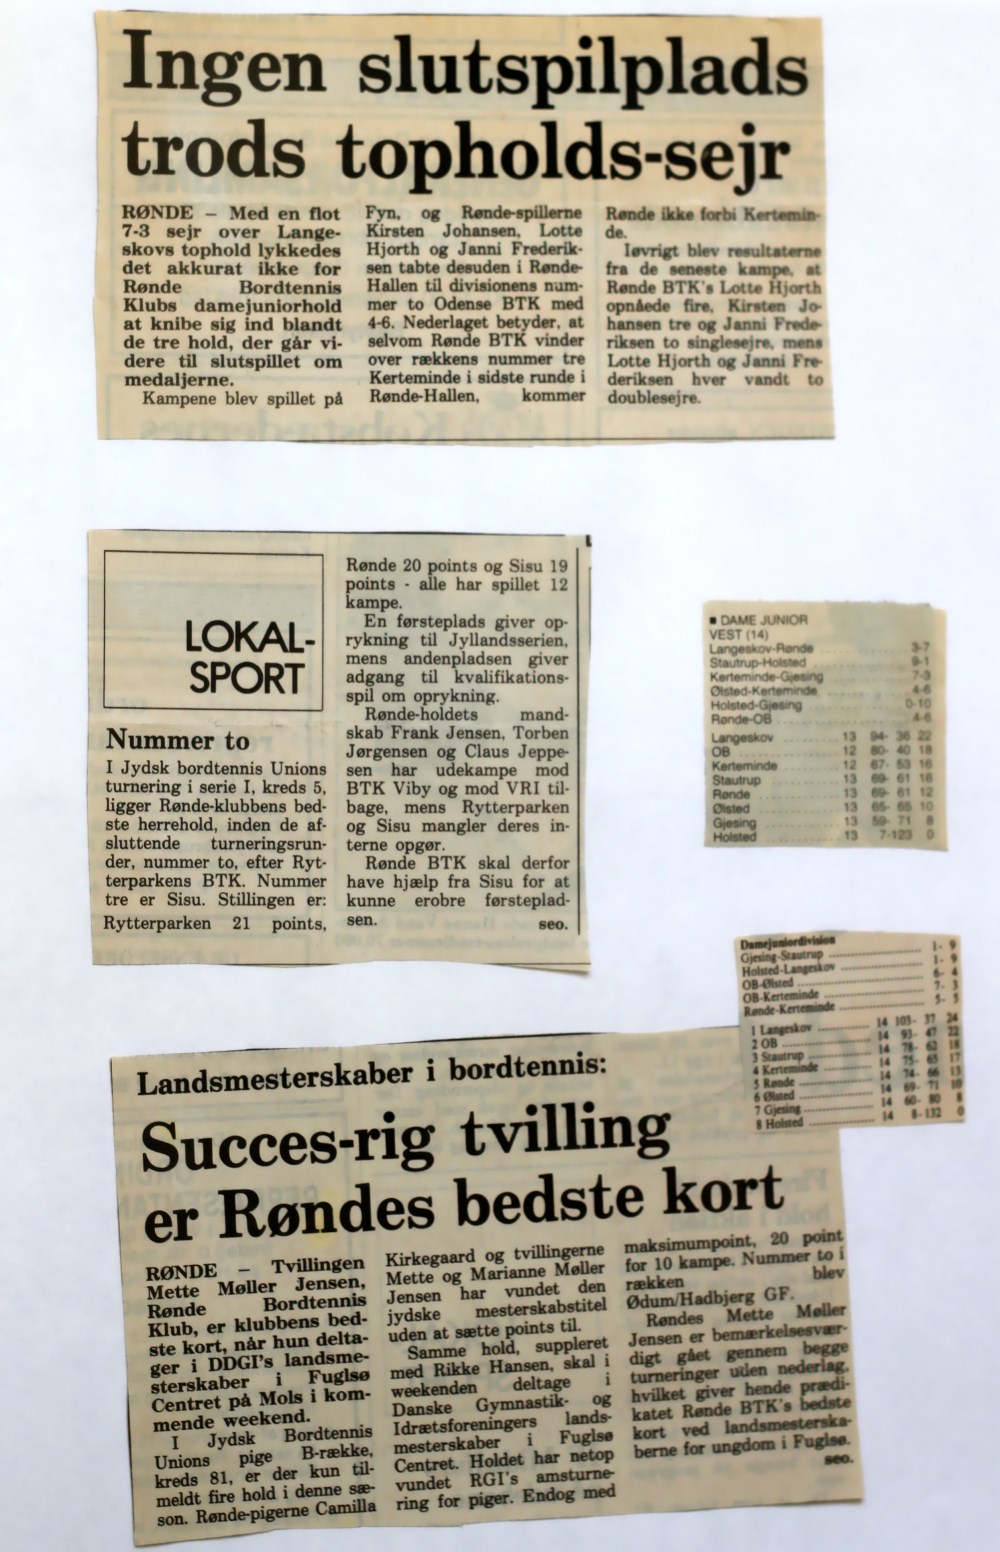 Ingen slutspilplads
trods topholds-sejr
RØNDE – Med en flot
7-3 sejr over Lange-
skovs tophold lykkedes
det akkurat ikke for
Rønde Bordtennis
Klubs damejuniorhold
at knibe sig ind blandt
de tre hold, der går vi-
dere til slutspillet om
medaljerne.
Kampene blev spillet på
Fyn, og Rønde-spillerne
Kirsten Johansen, Lotte
Hjorth og Janni Frederik-
sen tabte desuden i Rønde-
Hallen til divisionens num-
mer to Odense BTK med
4-6. Nederlaget betyder, at
selvom Rønde BTK vinder
over rækkens nummer tre
Kerteminde i sidste runde i
Rønde-Hallen, kommer
Rønde ikke forbi Kertemin-
de.
Iøvrigt blev resultaterne
fra de seneste kampe, at
Rønde BTK's Lotte Hjorth
opnåede fire, Kirsten Jo-
hansen tre og Janni Frede-
riksen to singlesejre, mens
Lotte Hjorth og Janni Fre-
deriksen hver vandt to
doublesejre.
LOKAL-
SPORT
Nummer to
I Jydsk bordtennis Unions
turnering i serie I, kreds 5,
ligger Rønde-klubbens bed-
ste herrehold, inden de af-
sluttende turneringsrun-
der, nummer to, efter Ryt-
terparkens BTK. Nummer
tre er Sisu. Stillingen er:
Rytterparken 21 points,
Rønde 20 points og Sisu 19
points - alle har spillet 12
kampe.
En førsteplads giver op-
rykning til Jyllandsserien,
mens andenpladsen giver
adgang til kvalifikations-
spil om oprykning.
Rønde-holdets mand-
skab Frank Jensen, Torben
Jørgensen og Claus Jeppe-
sen har udekampe mod
BTK Viby og mod VRI til-
bage, mens Rytterparken
og Sisu mangler deres in-
terne opgør.
Rønde BTK skal derfor
have hjælp fra Sisu for at
kunne erobre førsteplad-
sen. seo.
■ DAME JUNIOR
VEST (14)
Langeskov-Rønde 3-7
Stautrup-Holsted 9-1
Kerteminde-Gjesing 7-3
Ølsted-Kerteminde 4-6
Holsted-Gjesing 0-10
Rønde-OB 4-6
Langeskov 13 94- 36 22
OB 12 80- 40 18
Kerteminde 12 67- 53 16
Stautrup 13 69- 61 16
Rønde 13 69- 61 12
Ølsted 13 65- 65 10
Gjesing 13 59- 71 8
Holsted 13 7-123 0
Damejuniordivision
Gjesing-Stautrup 1- 9
Holsted-Langeskov 1- 9
OB-Ølsted 6- 4
OB-Kerteminde 7- 3
Rønde-Kerteminde 5- 5
1 Langeskov 14 103- 37 24
2 OB 14 93- 47 22
3 Stautrup 14 78- 62 18
4 Kerteminde 14 75- 65 17
5 Rønde 14 74- 66 13
6 Ølsted 14 69- 71 10
7 Gjesing 14 60- 80 8
8 Holsted 14 8-132 0
Landsmesterskaber i bordtennis:
Succes-rig tvilling
er Røndes bedste kort
RØNDE – Tvillingen
Mette Møller Jensen,
Rønde Bordtennis
Klub, er klubbens bed-
ste kort, når hun delta-
ger i DDGI's landsme-
sterskaber i Fuglsø
Centret på Mols i kom-
mende weekend.
I Jydsk Bordtennis
Unions pige B-række,
kreds 81, er der kun til-
meldt fire hold i denne sæ-
son. Rønde-pigerne Camilla
Kirkegaard og tvillingerne
Mette og Marianne Møller
Jensen har vundet den
jydske mesterskabstitel
uden at sætte points til.
Samme hold, suppleret
med Rikke Hansen, skal i
weekenden deltage i
Danske Gymnastik- og
Idrætsforeningers lands-
mesterskaber i Fuglsø
Centret. Holdet har netop
vundet RGI's amsturne-
ring for piger. Endog med
maksimumpoint, 20 point
for 10 kampe. Nummer to i
rækken blev
Ødum/Hadbjerg GF.
Røndes Mette Møller
Jensen er bemærkelsesvær-
digt gået gennem begge
turneringer uden nederlag,
hvilket giver hende prædi-
katet Rønde BTK's bedste
kort ved landsmesterska-
berne for ungdom i Fuglsø.
seo.